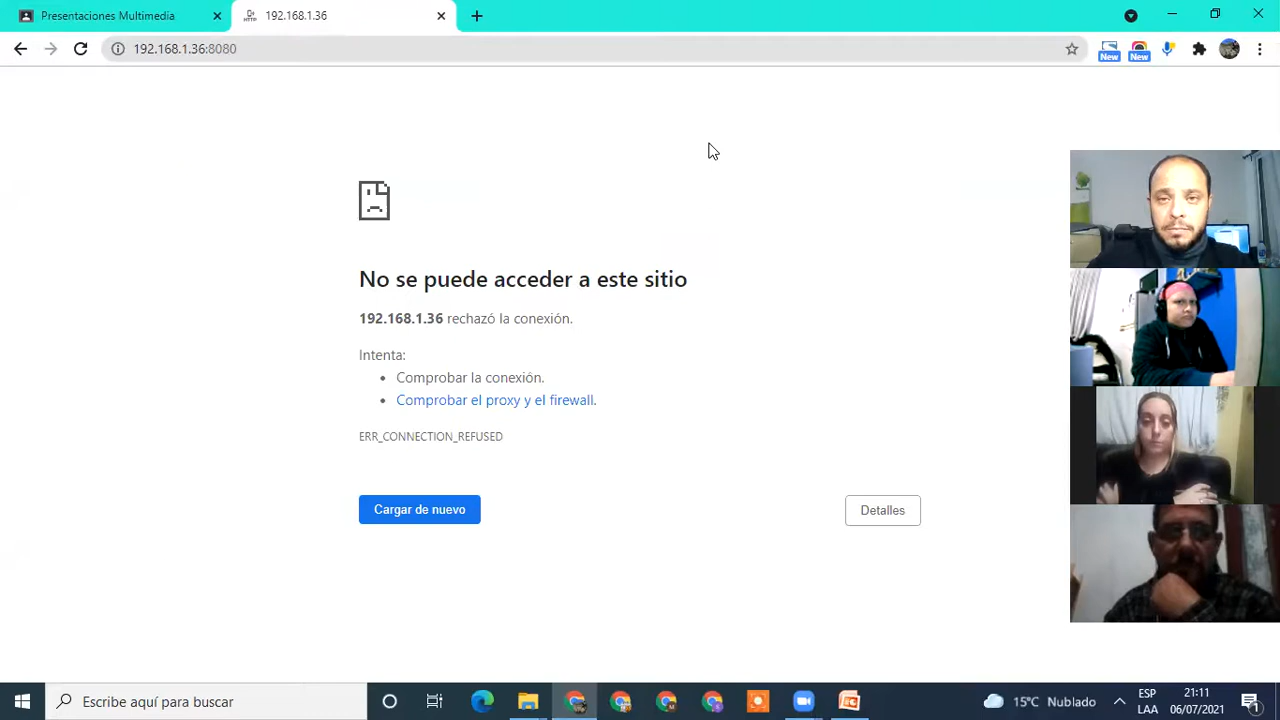 Presentaciones Multimedia
192.168.1.36
HTTP
192.168.1.36:8080
New
New
No se puede acceder a este sitio
192.168.1.36 rechazó la conexión.
Intenta:
• Comprobar la conexión.
• Comprobar el proxy y el firewall.
ERR_CONNECTION_REFUSED
Cargar de nuevo
Detalles
Escribe aquí para buscar
15°C Nublado
ESP
LAA
21:11
06/07/2021
1